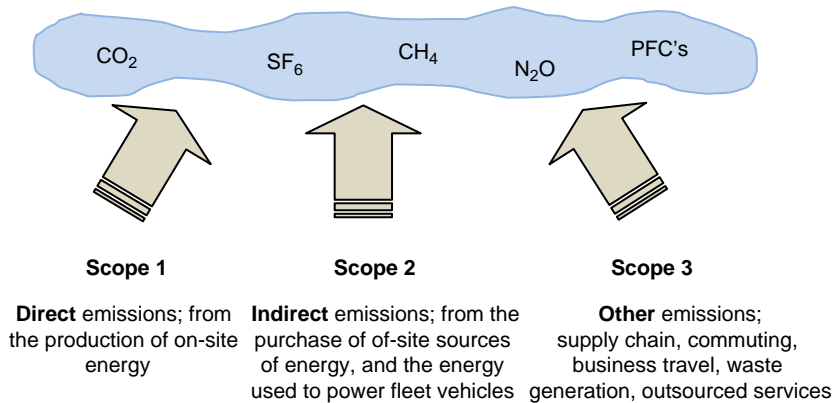 CO₂
SF₆
CH₄
N₂O
PFC's
Scope 1
Direct emissions; from
the production of on-site
energy
Scope 2
Indirect emissions; from the
purchase of of-site sources
of energy, and the energy
used to power fleet vehicles
Scope 3
Other emissions;
supply chain, commuting,
business travel, waste
generation, outsourced services